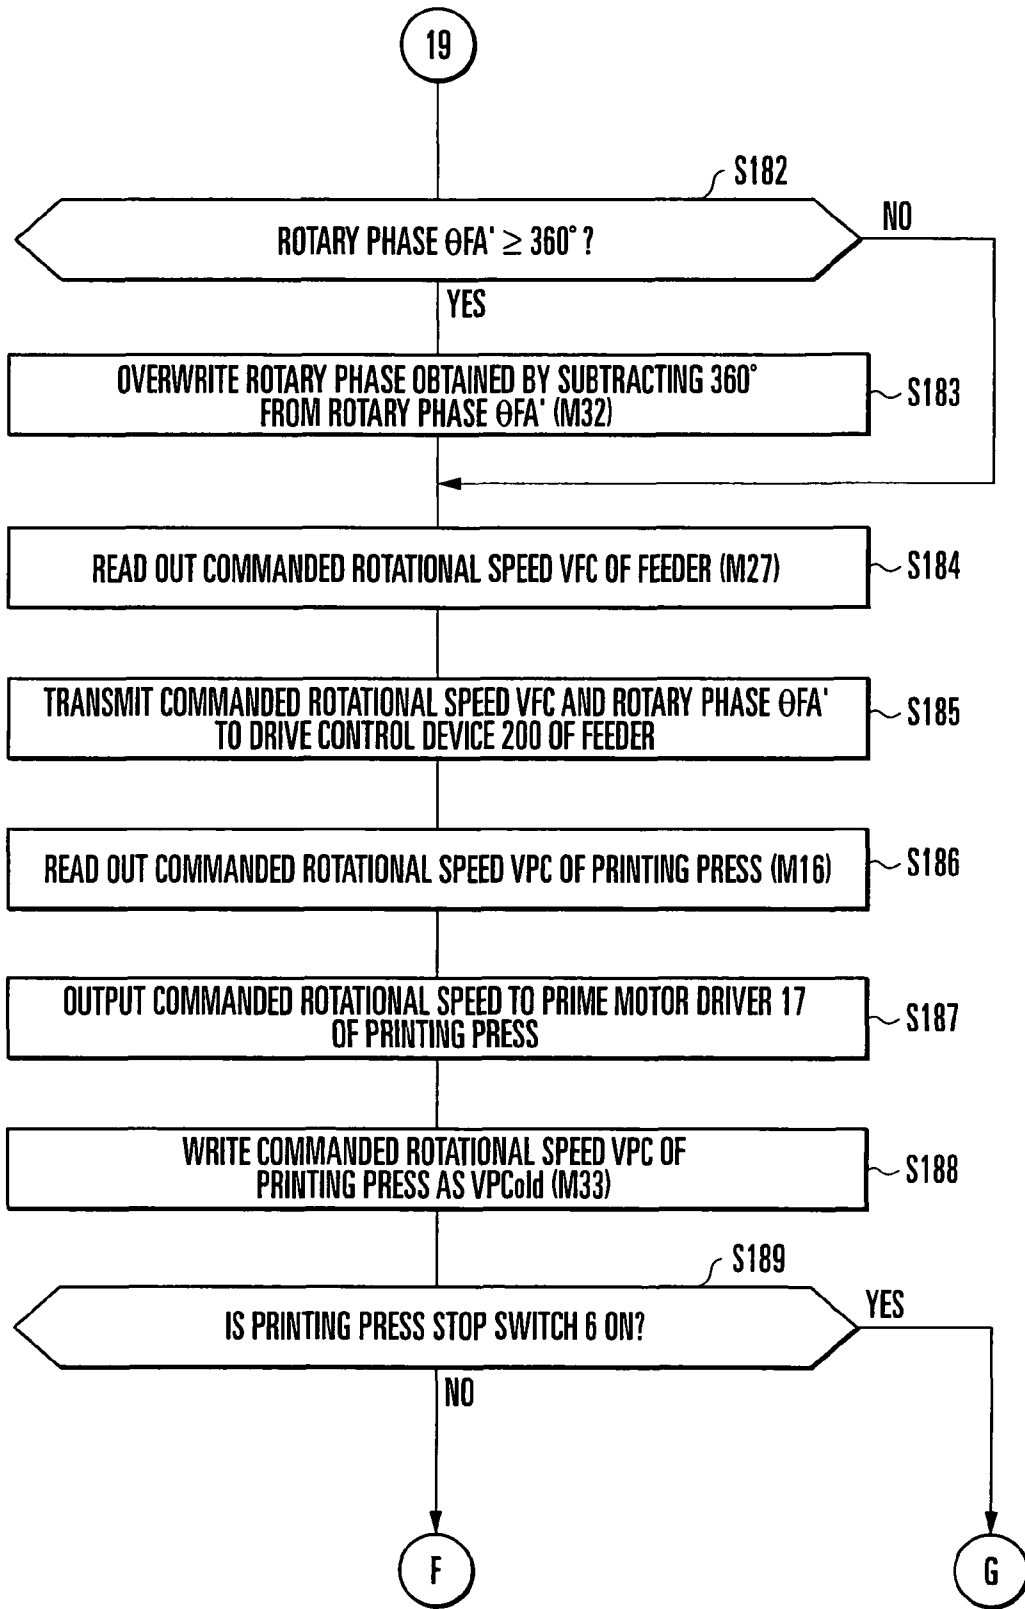 19
S182
ROTARY PHASE θFA' ≥ 360° ?
NO
YES
OVERWRITE ROTARY PHASE OBTAINED BY SUBTRACTING 360°
FROM ROTARY PHASE θFA' (M32)
S183
READ OUT COMMANDED ROTATIONAL SPEED VFC OF FEEDER (M27)
S184
TRANSMIT COMMANDED ROTATIONAL SPEED VFC AND ROTARY PHASE θFA'
TO DRIVE CONTROL DEVICE 200 OF FEEDER
S185
READ OUT COMMANDED ROTATIONAL SPEED VPC OF PRINTING PRESS (M16)
S186
OUTPUT COMMANDED ROTATIONAL SPEED TO PRIME MOTOR DRIVER 17
OF PRINTING PRESS
S187
WRITE COMMANDED ROTATIONAL SPEED VPC OF
PRINTING PRESS AS VPCold (M33)
S188
S189
IS PRINTING PRESS STOP SWITCH 6 ON?
YES
NO
F
G